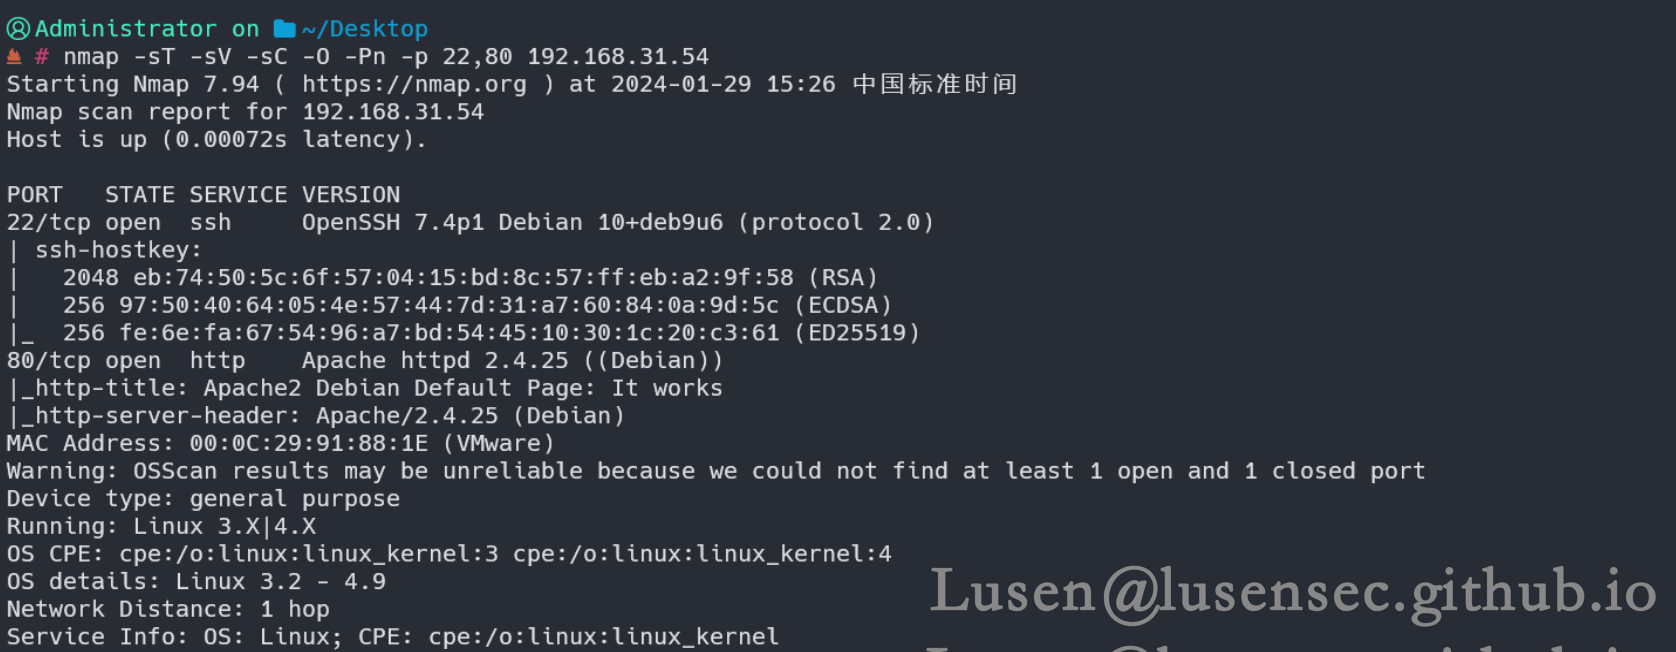 Administrator on ~/Desktop
# nmap -sT -sV -sC -O -Pn -p 22,80 192.168.31.54
Starting Nmap 7.94 ( https://nmap.org ) at 2024-01-29 15:26 中国标准时间
Nmap scan report for 192.168.31.54
Host is up (0.00072s latency).
PORT   STATE SERVICE VERSION
22/tcp open  ssh     OpenSSH 7.4p1 Debian 10+deb9u6 (protocol 2.0)
| ssh-hostkey:
|   2048 eb:74:50:5c:6f:57:04:15:bd:8c:57:ff:eb:a2:9f:58 (RSA)
|   256 97:50:40:64:05:4e:57:44:7d:31:a7:60:84:0a:9d:5c (ECDSA)
|_  256 fe:6e:fa:67:54:96:a7:bd:54:45:10:30:1c:20:c3:61 (ED25519)
80/tcp open  http    Apache httpd 2.4.25 ((Debian))
|_http-title: Apache2 Debian Default Page: It works
|_http-server-header: Apache/2.4.25 (Debian)
MAC Address: 00:0C:29:91:88:1E (VMware)
Warning: OSScan results may be unreliable because we could not find at least 1 open and 1 closed port
Device type: general purpose
Running: Linux 3.X|4.X
OS CPE: cpe:/o:linux:linux_kernel:3 cpe:/o:linux:linux_kernel:4
OS details: Linux 3.2 - 4.9
Network Distance: 1 hop
Service Info: OS: Linux; CPE: cpe:/o:linux:linux_kernel
Lusen@lusensec.github.io